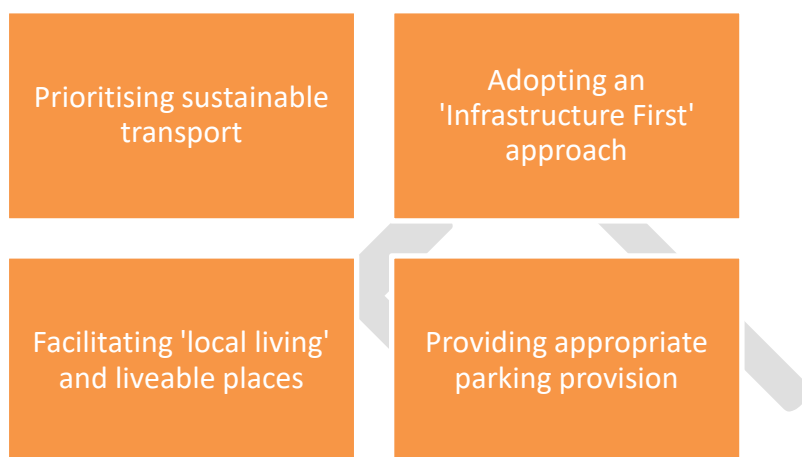 Prioritising sustainable
transport
Adopting an
'Infrastructure First'
approach
Facilitating 'local living'
and liveable places
Providing appropriate
parking provision